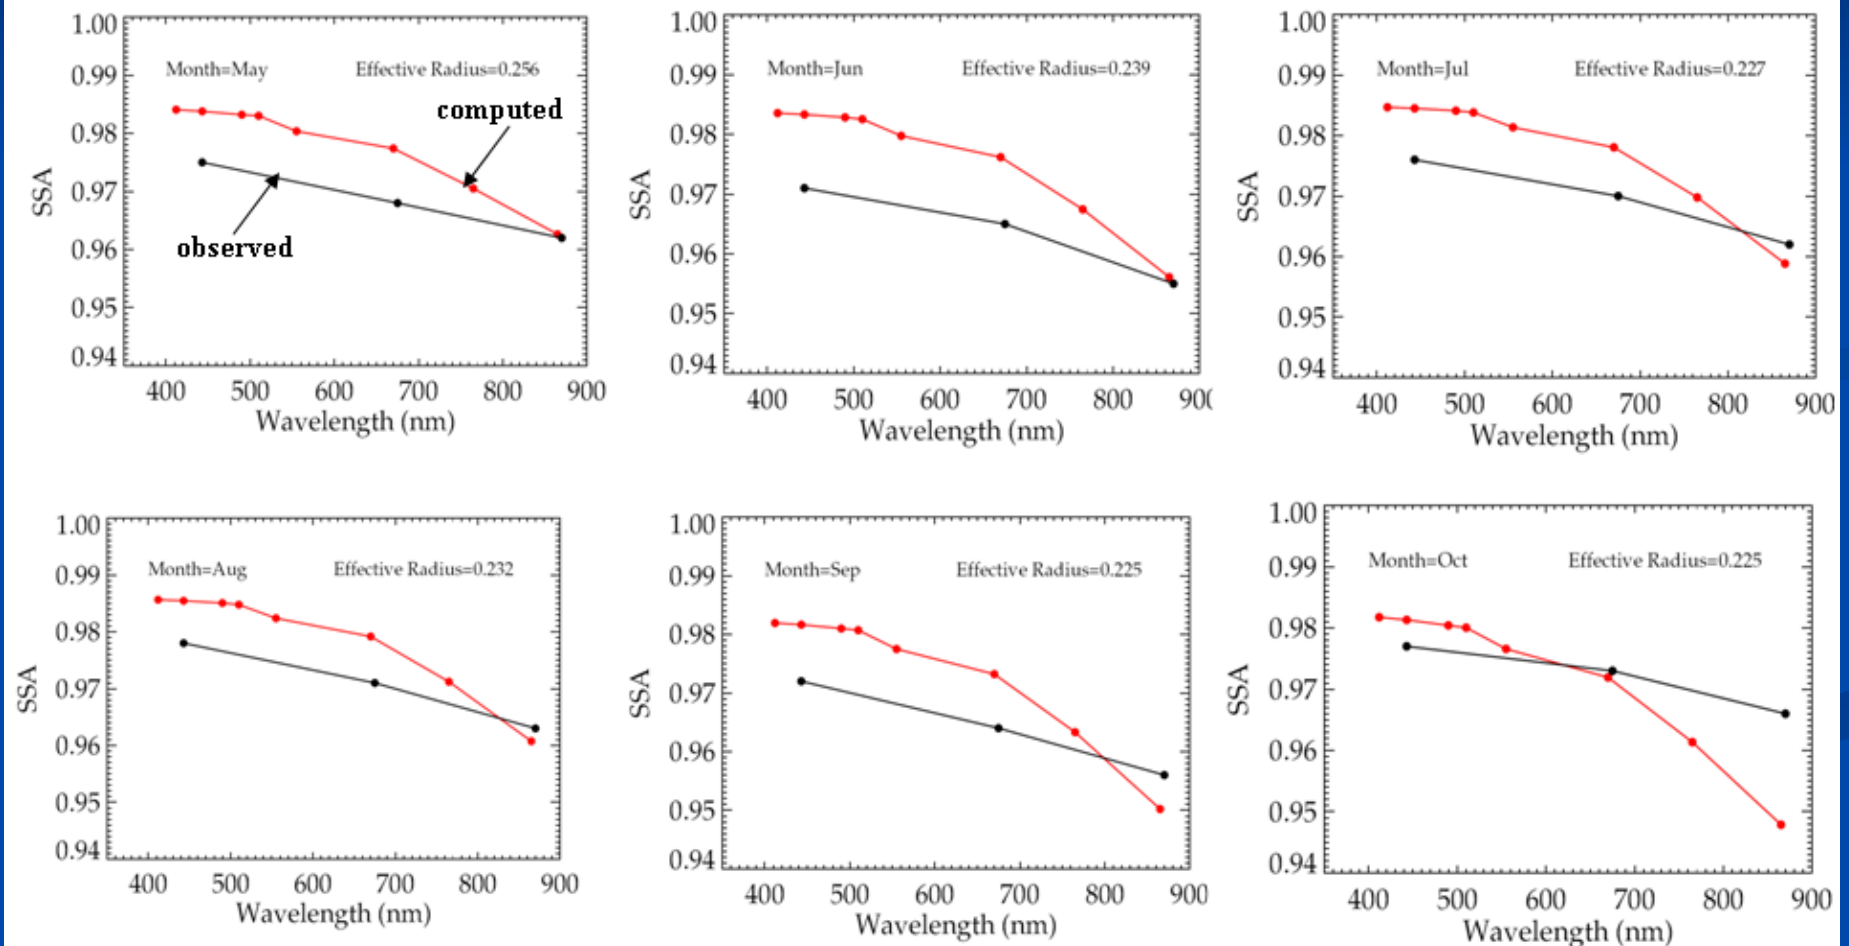 1.00
0.99
0.98
0.97
0.96
0.95
0.94
SSA
Month=May
Effective Radius=0.256
computed
observed
400 500 600 700 800 900
Wavelength (nm)
1.00
0.99
0.98
0.97
0.96
0.95
0.94
SSA
Month=Jun
Effective Radius=0.239
400 500 600 700 800 900
Wavelength (nm)
1.00
0.99
0.98
0.97
0.96
0.95
0.94
SSA
Month=Jul
Effective Radius=0.227
400 500 600 700 800 900
Wavelength (nm)
1.00
0.99
0.98
0.97
0.96
0.95
0.94
SSA
Month=Aug
Effective Radius=0.232
400 500 600 700 800 900
Wavelength (nm)
1.00
0.99
0.98
0.97
0.96
0.95
0.94
SSA
Month=Sep
Effective Radius=0.225
400 500 600 700 800 900
Wavelength (nm)
1.00
0.99
0.98
0.97
0.96
0.95
0.94
SSA
Month=Oct
Effective Radius=0.225
400 500 600 700 800 900
Wavelength (nm)